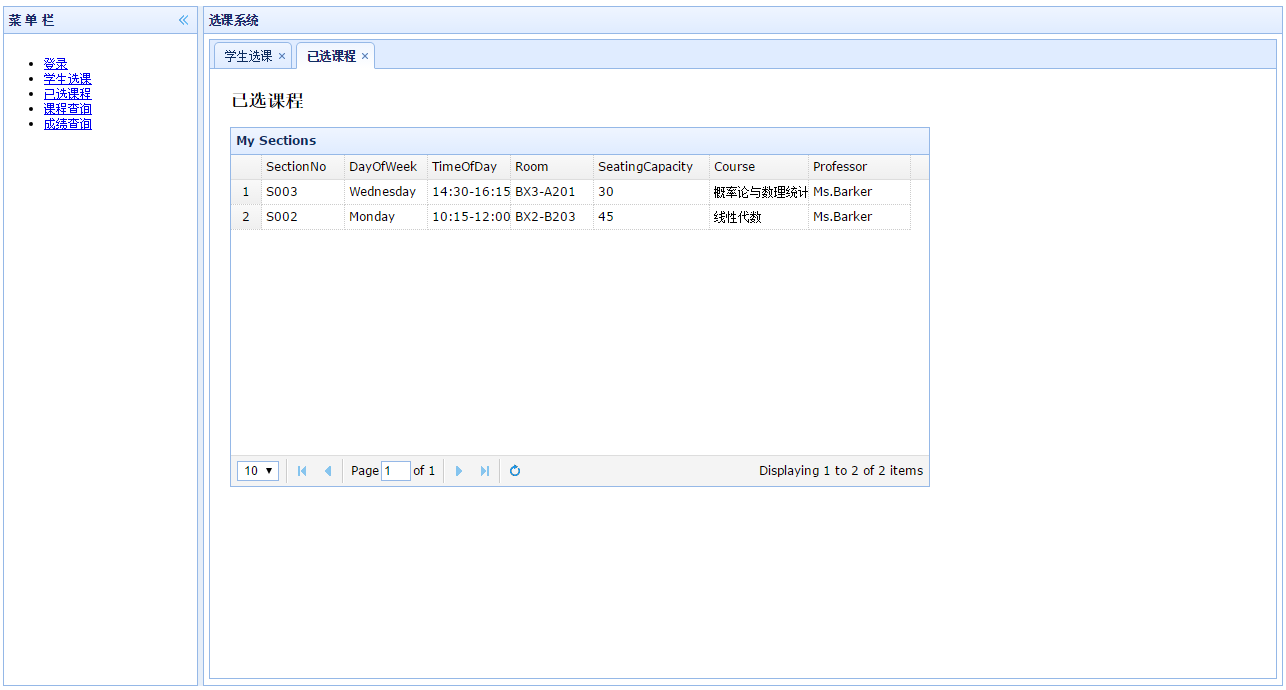 菜单栏
登录
学生选课
已选课程
课程查询
成绩查询
选课系统
学生选课 已选课程
已选课程
My Sections
SectionNo DayOfWeek TimeOfDay Room SeatingCapacity Course Professor
1 S003 Wednesday 14:30-16:15 BX3-A201 30 概率论与数理统计 Ms.Barker
2 S002 Monday 10:15-12:00 BX2-B203 45 线性代数 Ms.Barker
10 Page 1 of 1 Displaying 1 to 2 of 2 items